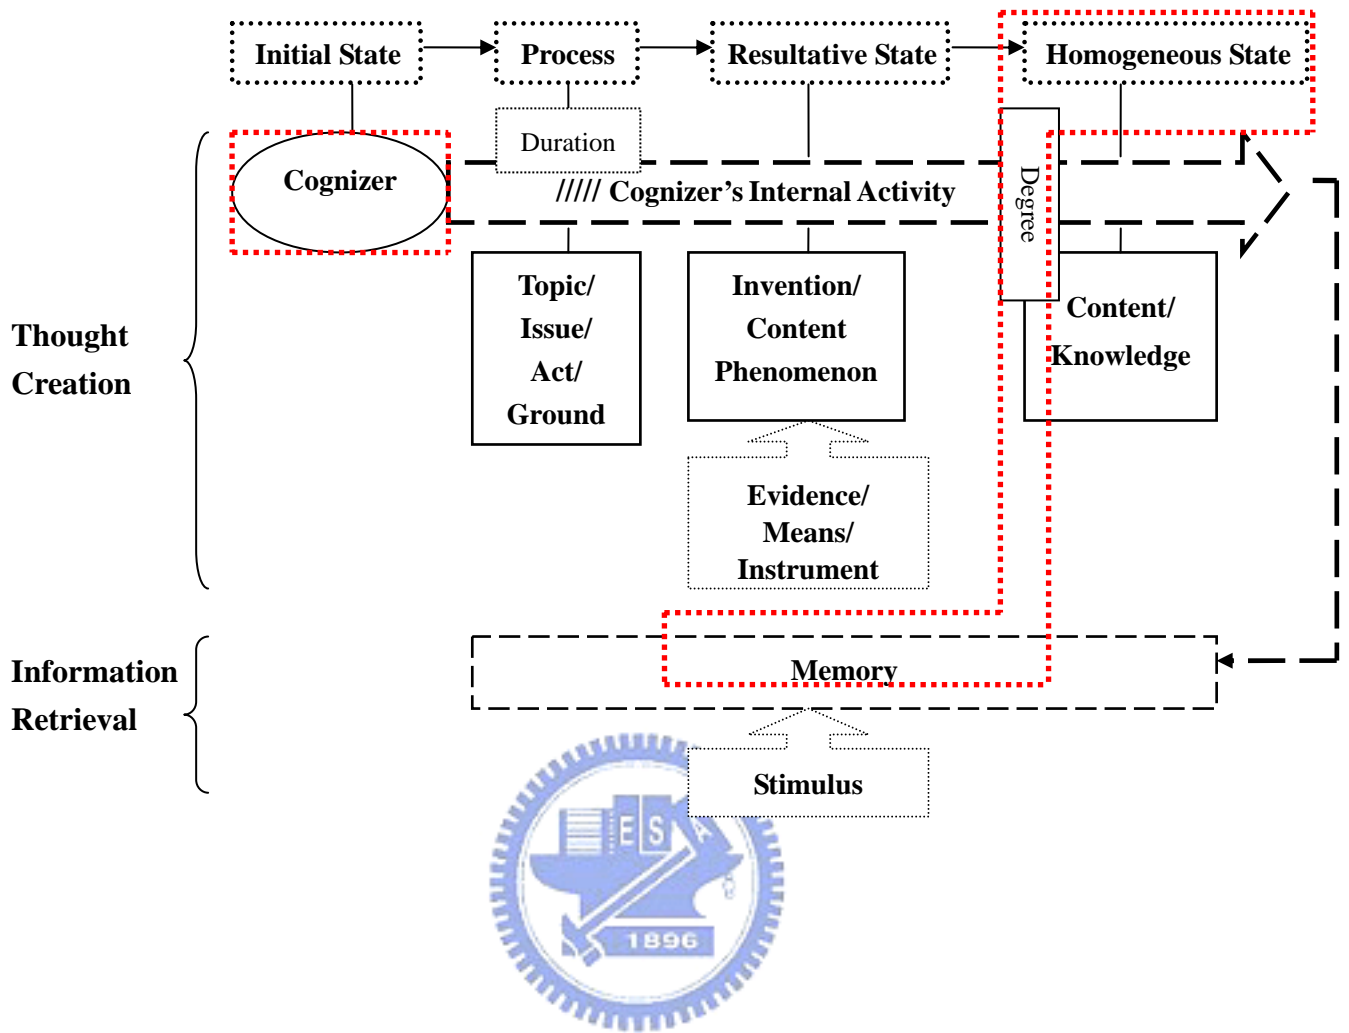 Initial State
Process
Resultative State
Homogeneous State
Duration
Cognizer
///// Cognizer's Internal Activity
Degree
Topic/
Issue/
Act/
Ground
Invention/
Content
Phenomenon
Content/
Knowledge
Thought
Creation
Evidence/
Means/
Instrument
Information
Retrieval
Memory
Stimulus
E S A
1896